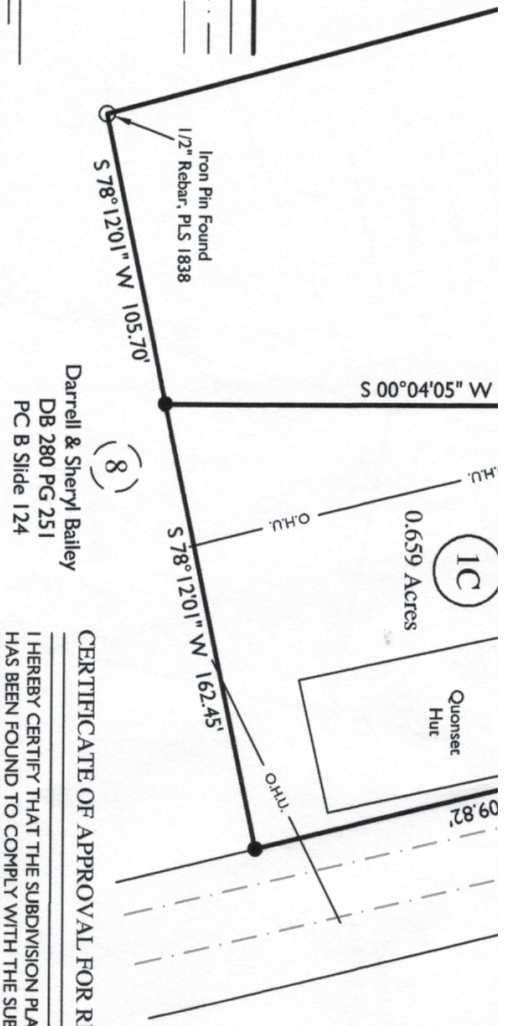 Iron Pin Found
1/2" Rebar, PLS 1838
S 78°12'01" W 105.70'
S 00°04'05" W
O.H.U.
O.H.U.
1C
0.659 Acres
Quonset
Hut
09.82'
S 78°12'01" W 162.45'
O.H.U.
8
Darrell & Sheryl Bailey
DB 280 PG 251
PC B Slide 124
CERTIFICATE OF APPROVAL FOR RE
I HEREBY CERTIFY THAT THE SUBDIVISION PLA
HAS BEEN FOUND TO COMPLY WITH THE SUB